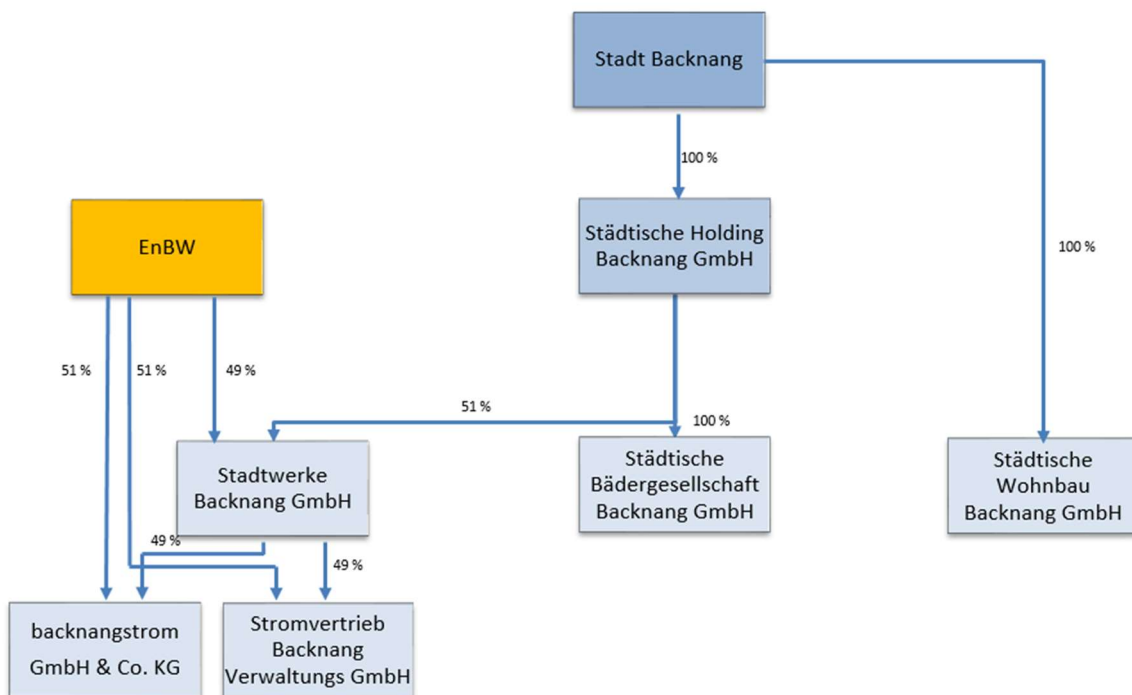 Stadt Backnang
100 %
EnBW
Städtische Holding
Backnang GmbH
100 %
51 %
51 %
49 %
51 %
100 %
Stadtwerke
Backnang GmbH
Städtische
Bädergesellschaft
Backnang GmbH
Städtische
Wohnbau
Backnang GmbH
49 %
49 %
backnangstrom
GmbH & Co. KG
Stromvertrieb
Backnang
Verwaltungs GmbH